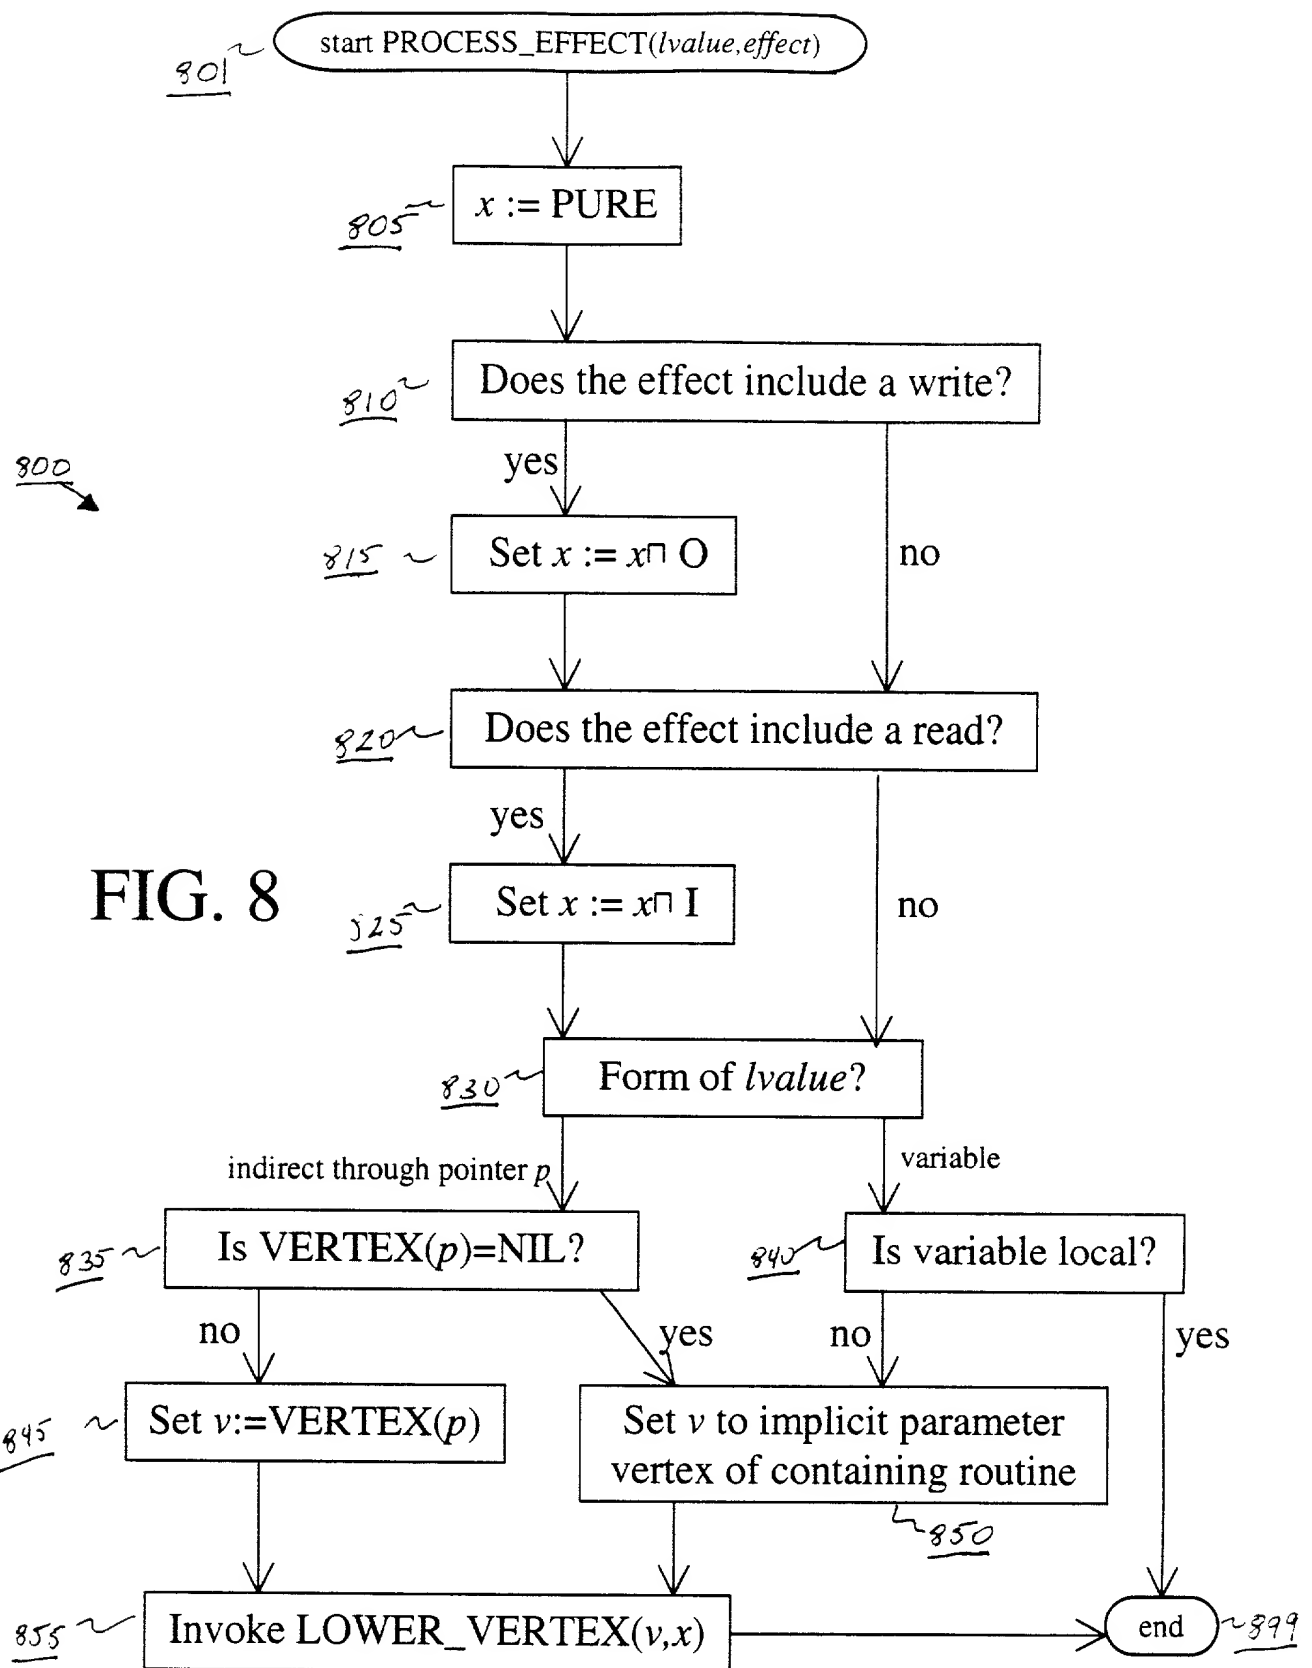 start PROCESS_EFFECT(lvalue,effect)
801
x := PURE
805
Does the effect include a write?
810
yes
800
Set x := x⊓ O
815
no
Does the effect include a read?
820
yes
FIG. 8
Set x := x⊓ I
825
no
Form of lvalue?
830
indirect through pointer p
variable
Is VERTEX(p)=NIL?
835
Is variable local?
840
no
yes
no
yes
Set v:=VERTEX(p)
845
Set v to implicit parameter
vertex of containing routine
850
Invoke LOWER_VERTEX(v,x)
855
end
899